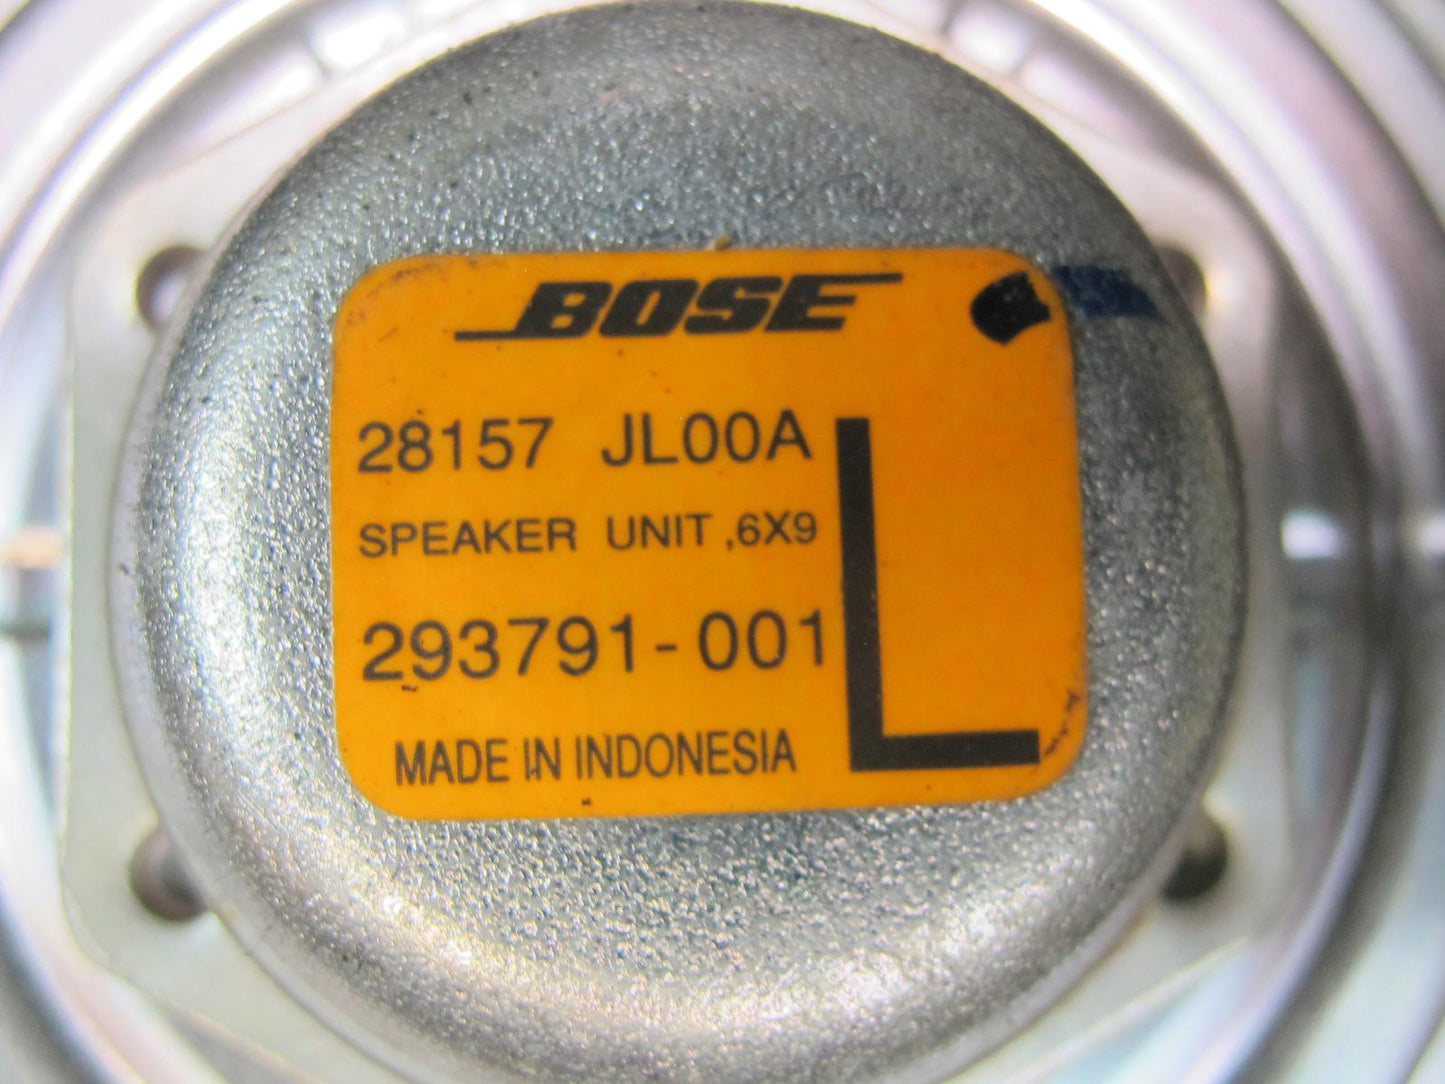 BOSE
28157 JL00A
SPEAKER UNIT ,6X9
293791-001
MADE IN INDONESIA
L